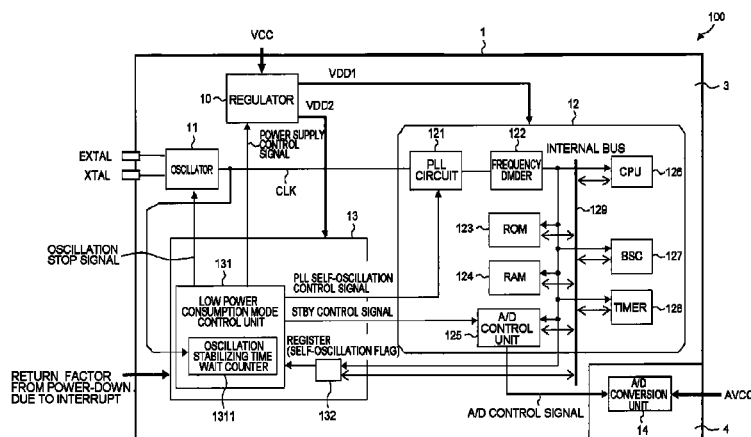 100
1
VCC
3
VDD1
10
REGULATOR
VDD2
12
POWER SUPPLY
CONTROL
SIGNAL
11
121
122
INTERNAL BUS
EXTAL
XTAL
OSCILLATOR
PLL
CIRCUIT
FREQUENCY
DIVIDER
CPU
126
CLK
129
13
123
ROM
OSCILLATION
STOP SIGNAL
131
PLL SELF-OSCILLATION
CONTROL SIGNAL
124
RAM
BSC
127
LOW POWER
CONSUMPTION MODE
CONTROL UNIT
STBY CONTROL SIGNAL
TIMER
128
A/D
CONTROL
UNIT
125
OSCILLATION
STABILIZING TIME
WAIT COUNTER
REGISTER
(SELF-OSCILLATION FLAG)
RETURN FACTOR
FROM POWER-DOWN
DUE TO INTERRUPT
1311
132
A/D CONTROL SIGNAL
A/D
CONVERSION
UNIT
AVCC
14
4